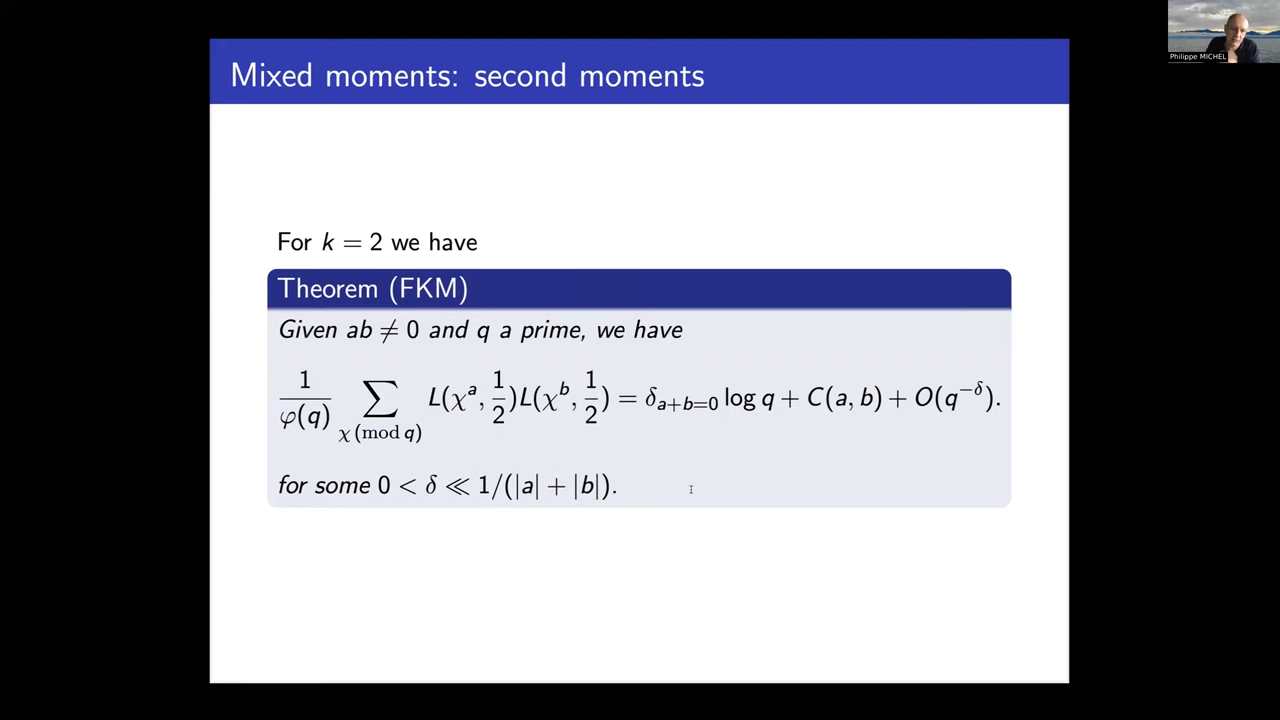 Mixed moments: second moments
Philippe MICHEL
For k = 2 we have
Theorem (FKM)
Given ab ≠ 0 and q a prime, we have
1/φ(q) ∑_{χ (mod q)} L(χ^a, 1/2)L(χ^b, 1/2) = δ_{a+b=0} log q + C(a, b) + O(q^{−δ}).
for some 0 < δ ≪ 1/(|a| + |b|).